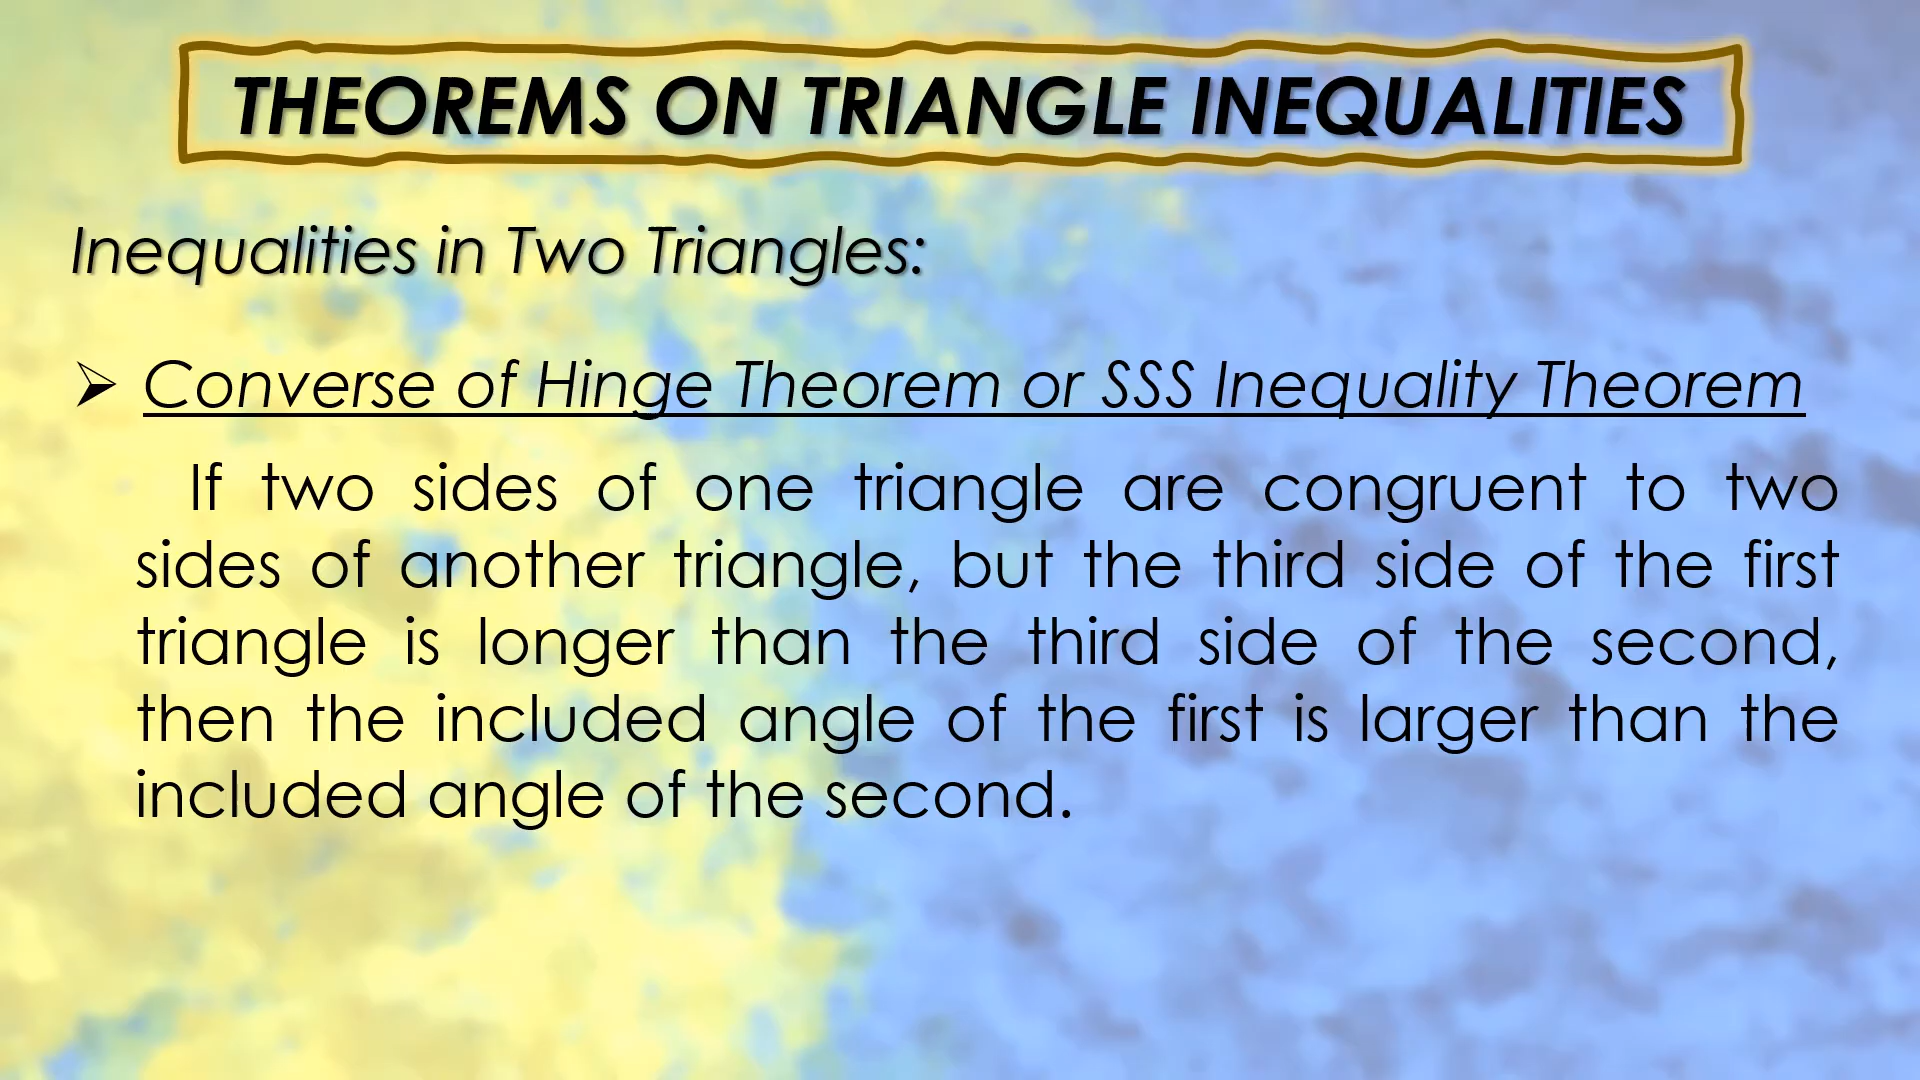 THEOREMS ON TRIANGLE INEQUALITIES
Inequalities in Two Triangles:
➢ Converse of Hinge Theorem or SSS Inequality Theorem
If two sides of one triangle are congruent to two
sides of another triangle, but the third side of the first
triangle is longer than the third side of the second,
then the included angle of the first is larger than the
included angle of the second.